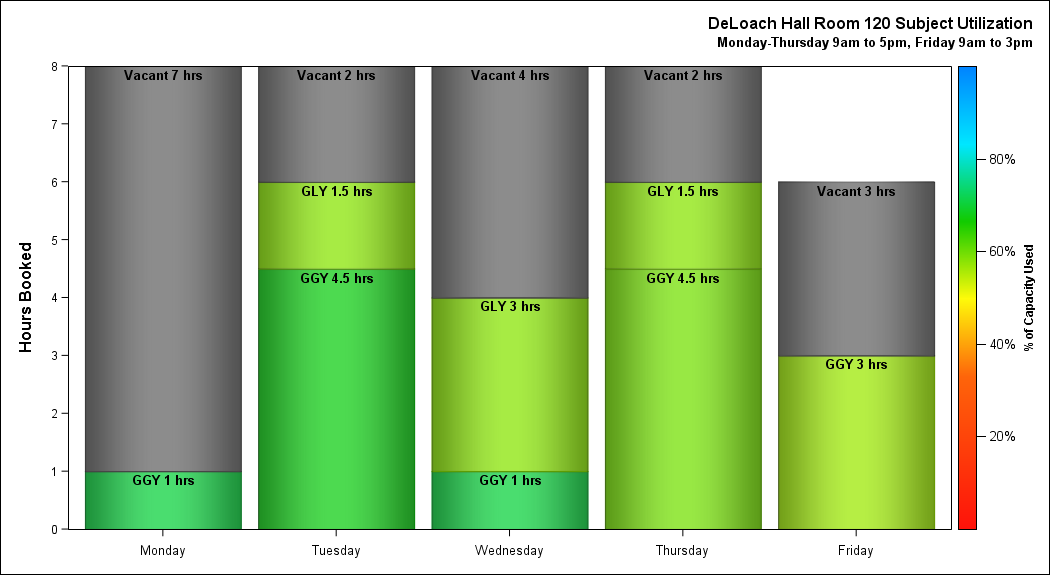 DeLoach Hall Room 120 Subject Utilization
Monday-Thursday 9am to 5pm, Friday 9am to 3pm
Hours Booked
8
7
6
5
4
3
2
1
0
Vacant 7 hrs
GGY 1 hrs
Vacant 2 hrs
GLY 1.5 hrs
GGY 4.5 hrs
Vacant 4 hrs
GLY 3 hrs
GGY 1 hrs
Vacant 2 hrs
GLY 1.5 hrs
GGY 4.5 hrs
Vacant 3 hrs
GGY 3 hrs
Monday
Tuesday
Wednesday
Thursday
Friday
80%
60%
40%
20%
% of Capacity Used